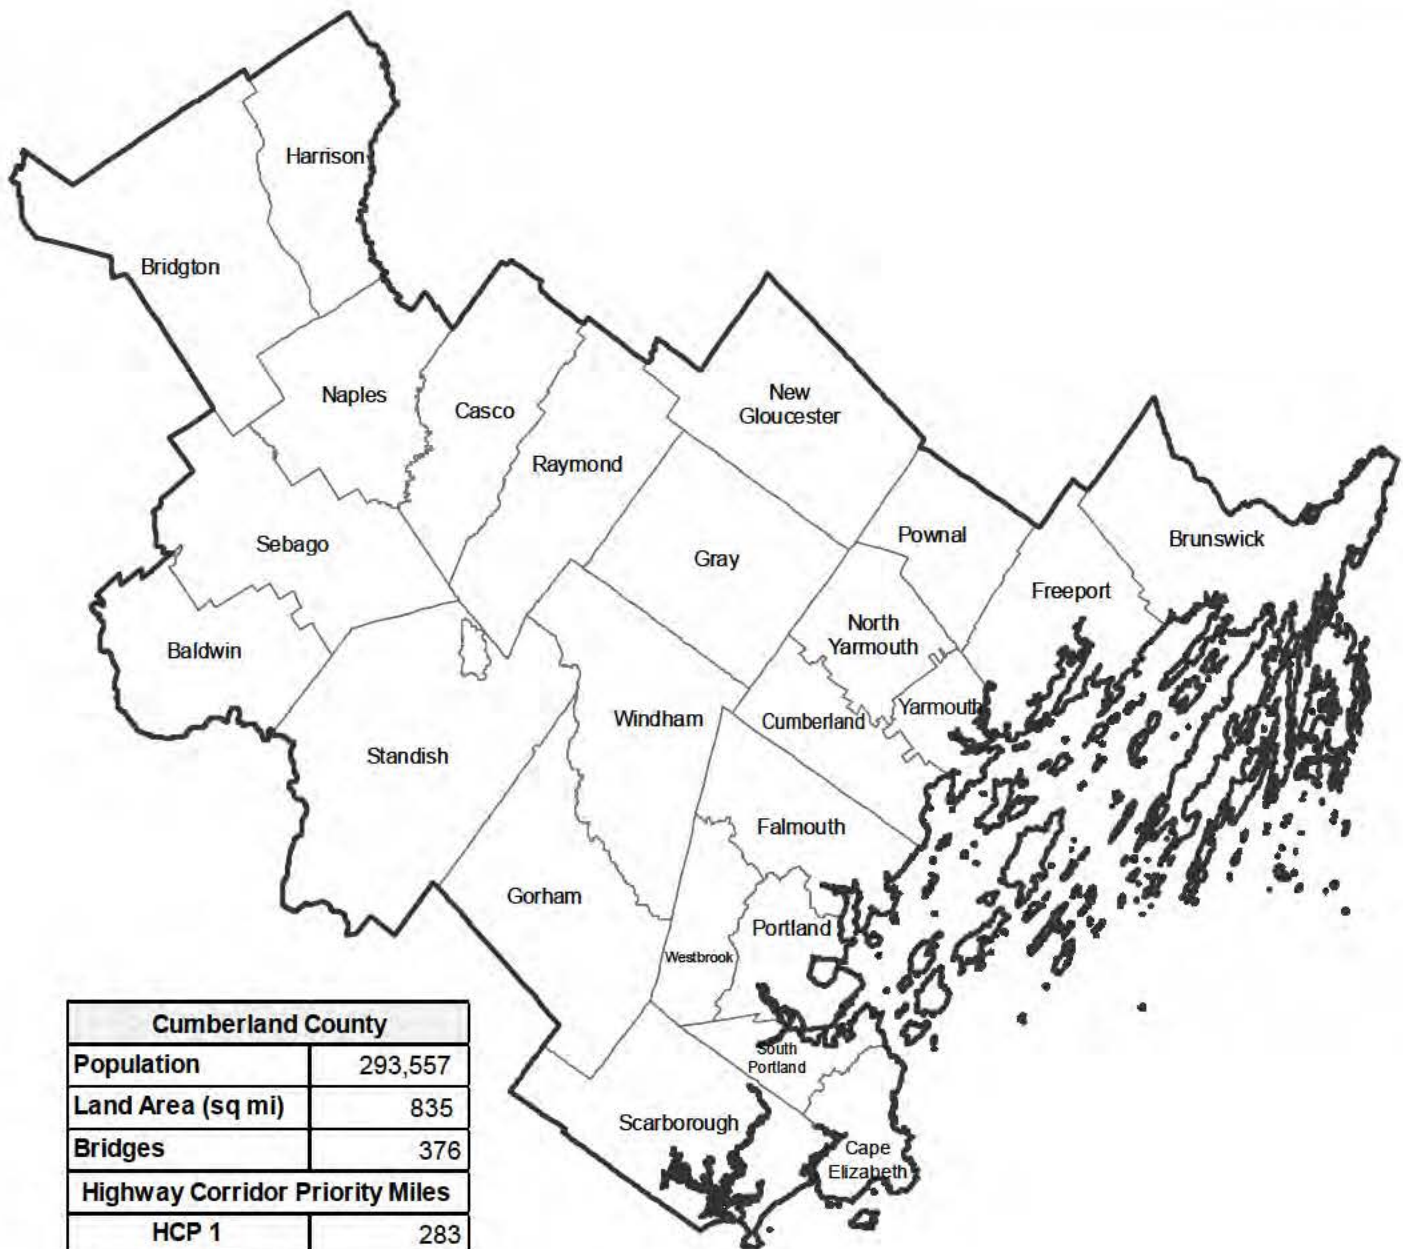 Harrison
Bridgton
Naples
Casco
New
Gloucester
Raymond
Sebago
Gray
Pownal
Brunswick
Freeport
Baldwin
North
Yarmouth
Yarmouth
Cumberland
Windham
Standish
Falmouth
Gorham
Portland
Westbrook
South
Portland
Scarborough
Cape
Elizabeth
Cumberland County
Population 293,557
Land Area (sq mi) 835
Bridges 376
Highway Corridor Priority Miles
HCP 1 283